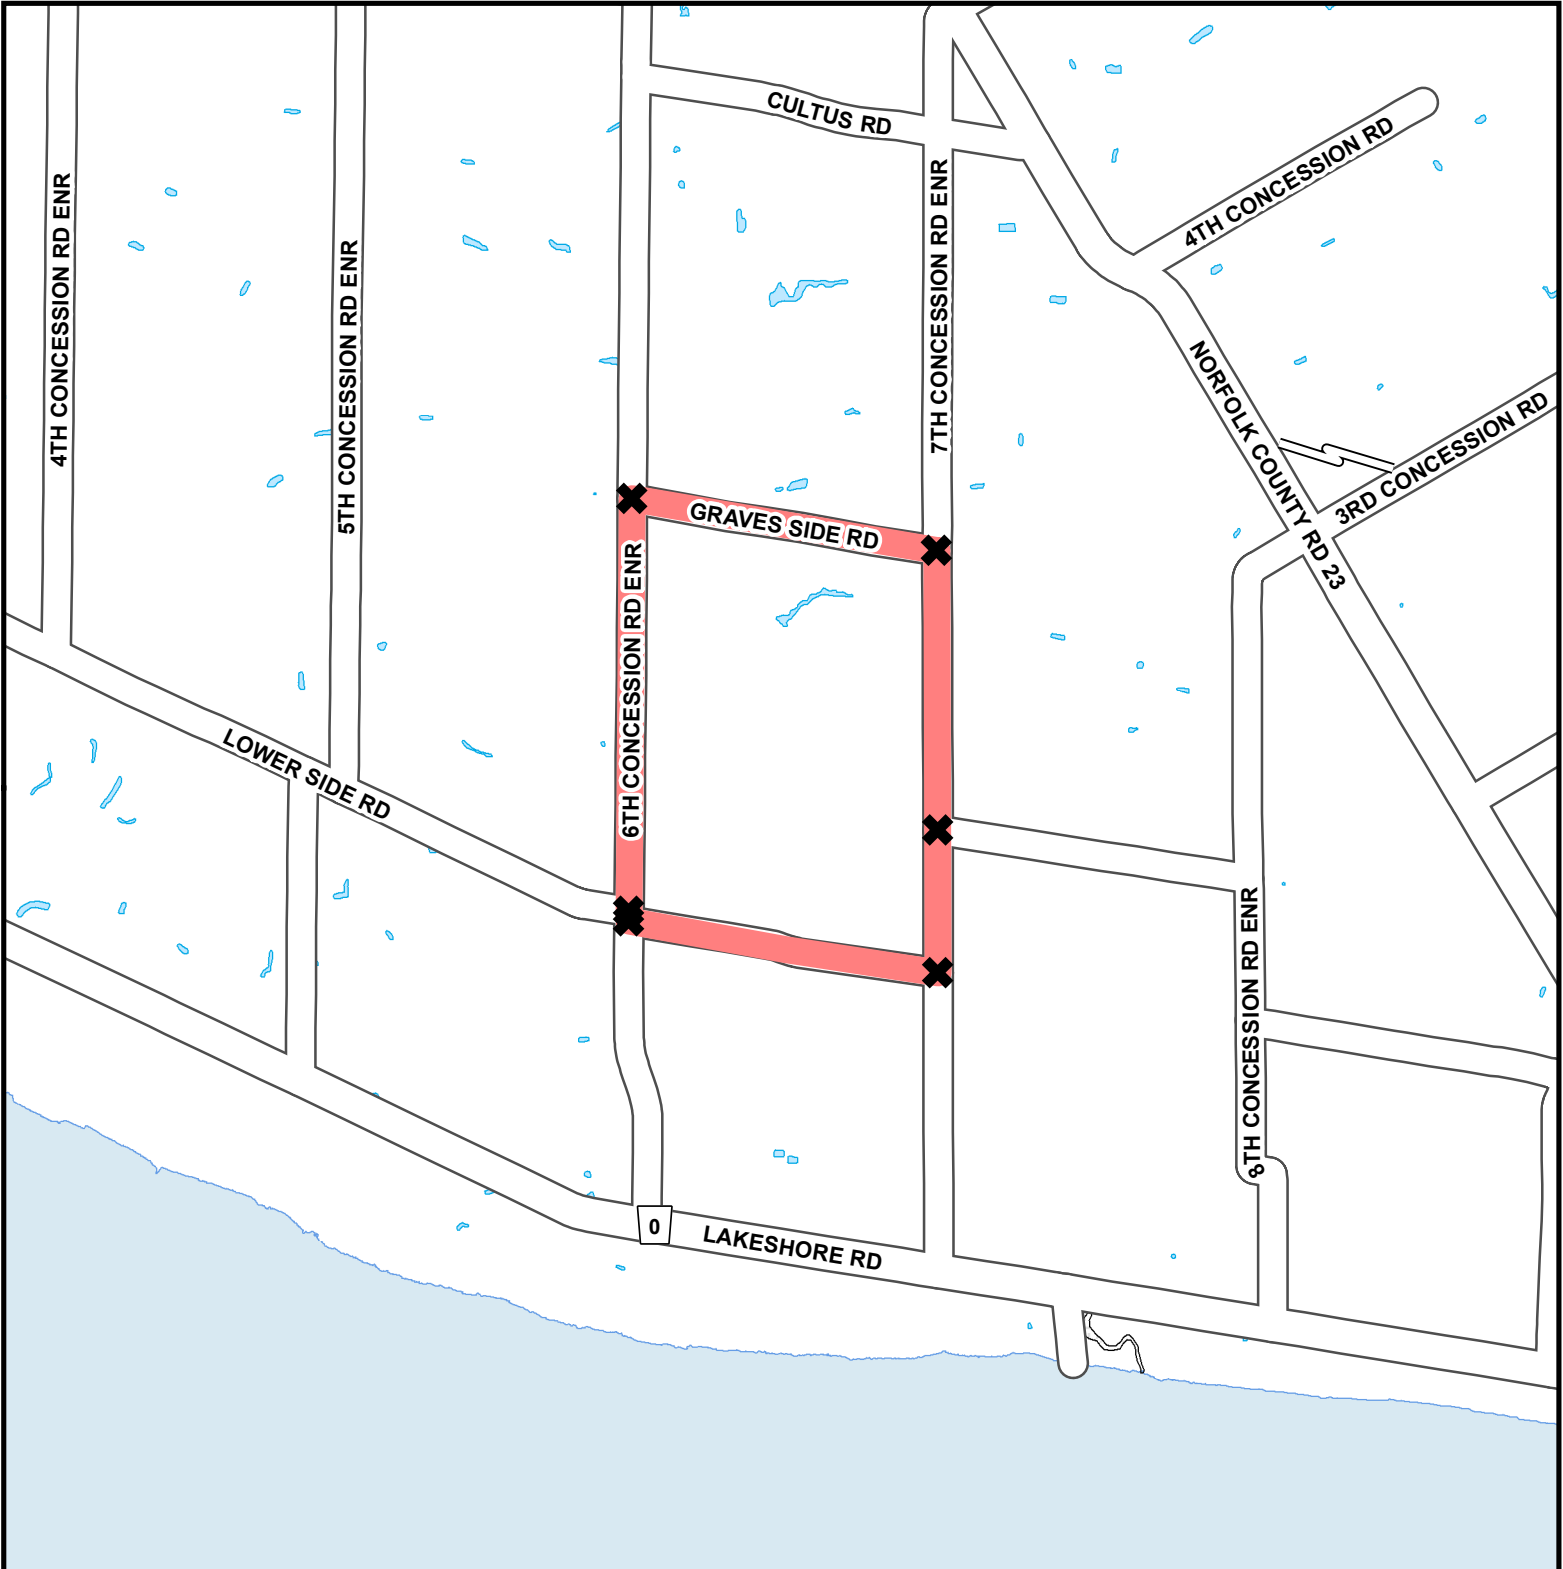 CULTUS RD
4TH CONCESSION RD
4TH CONCESSION RD ENR
5TH CONCESSION RD ENR
7TH CONCESSION RD ENR
NORFOLK COUNTY RD 23
3RD CONCESSION RD
GRAVES SIDE RD
6TH CONCESSION RD ENR
LOWER SIDE RD
8TH CONCESSION RD ENR
0
LAKESHORE RD